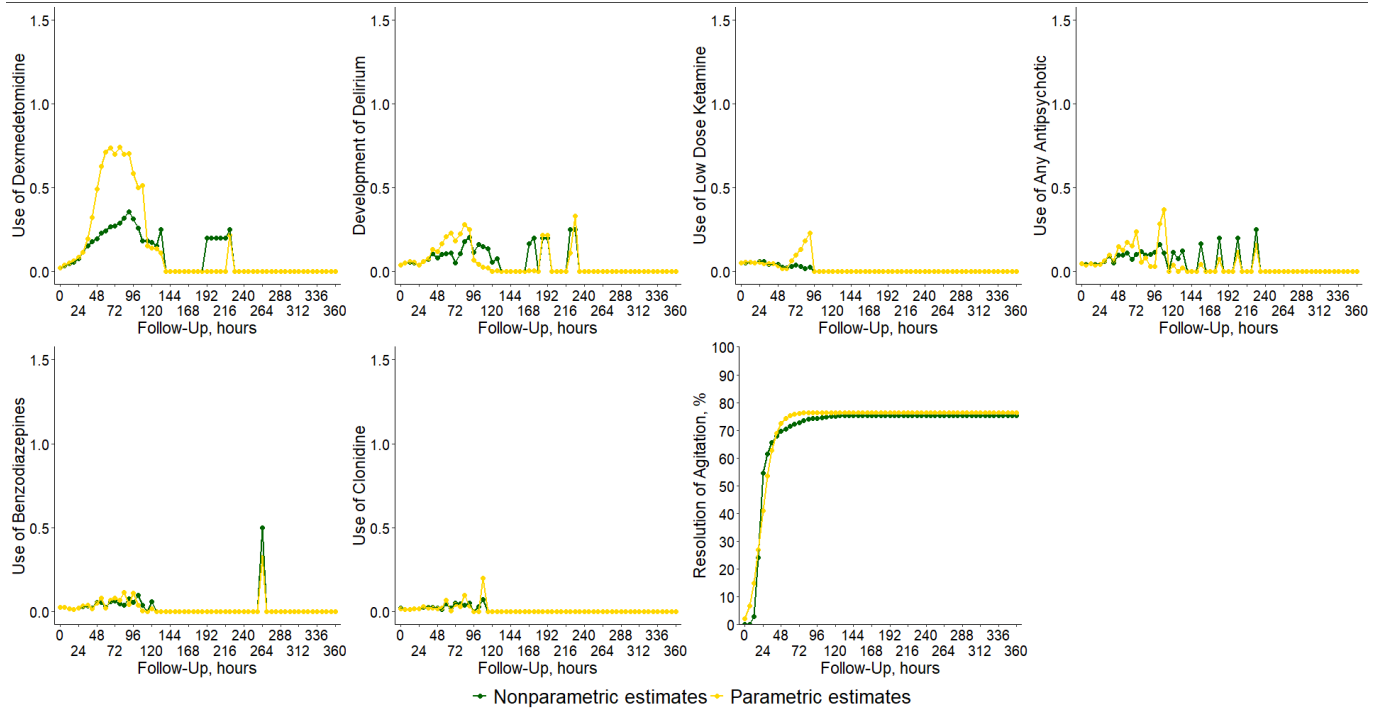 Use of Dexmedetomidine
1.5
1.0
0.5
0.0
0 48 96 144 192 240 288 336
24 72 120 168 216 264 312 360
Follow-Up, hours
Development of Delirium
1.5
1.0
0.5
0.0
0 48 96 144 192 240 288 336
24 72 120 168 216 264 312 360
Follow-Up, hours
Use of Low Dose Ketamine
1.5
1.0
0.5
0.0
0 48 96 144 192 240 288 336
24 72 120 168 216 264 312 360
Follow-Up, hours
Use of Any Antipsychotic
1.5
1.0
0.5
0.0
0 48 96 144 192 240 288 336
24 72 120 168 216 264 312 360
Follow-Up, hours
Use of Benzodiazepines
1.5
1.0
0.5
0.0
0 48 96 144 192 240 288 336
24 72 120 168 216 264 312 360
Follow-Up, hours
Use of Clonidine
1.5
1.0
0.5
0.0
0 48 96 144 192 240 288 336
24 72 120 168 216 264 312 360
Follow-Up, hours
Resolution of Agitation, %
100
90
80
70
60
50
40
30
20
10
0
0 48 96 144 192 240 288 336
24 72 120 168 216 264 312 360
Follow-Up, hours
Nonparametric estimates Parametric estimates